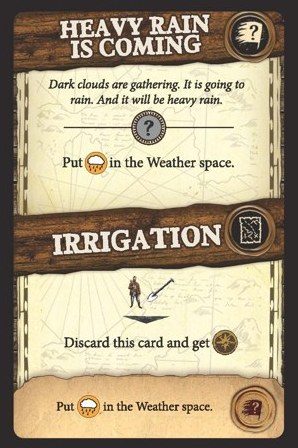 HEAVY RAIN
IS COMING
?
Dark clouds are gathering. It is going to
rain. And it will be heavy rain.
?
Put in the Weather space.
IRRIGATION
Discard this card and get
Put in the Weather space.
?